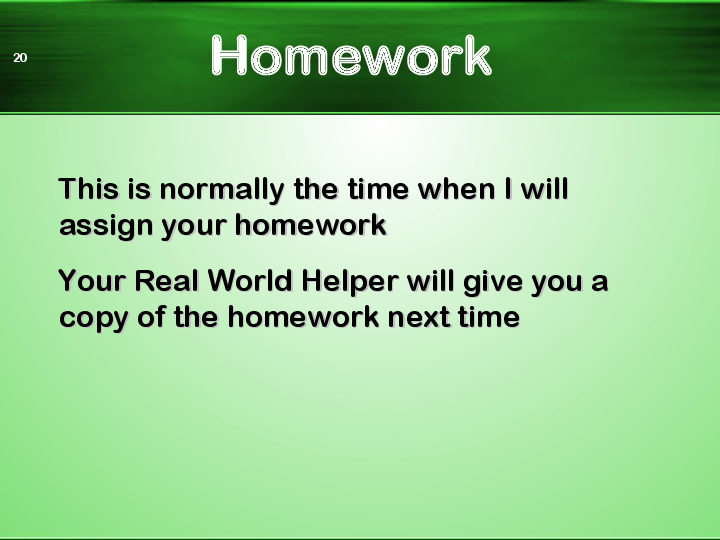 20
Homework
This is normally the time when I will
assign your homework
Your Real World Helper will give you a
copy of the homework next time